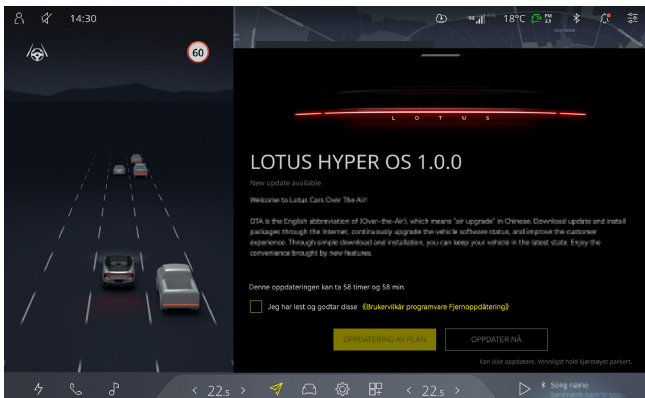 14:30
5G
18°C
PM
2.5
60
L O T U S
LOTUS HYPER OS 1.0.0
New update available
Welcome to Lotus Cars Over The Air!
OTA is the English abbreviation of (Over-the-Air), which means "air upgrade" in Chinese. Download update and install
packages through the Internet, continuously upgrade the vehicle software status, and improve the customer
experience. Through simple download and installation, you can keep your vehicle in the latest state. Enjoy the
convenience brought by new features.
Denne oppdateringen kan ta 58 timer og 58 min.
Jeg har lest og godtar disse 《Brukervilkår programvare Fjernoppdätering》
OPPDATERING AV PLAN
OPPDATER NÅ
Kan ikke oppdatere. Vennligst hold kjøretøyet parkert.
< 22.5 >
< 22.5 >
Song name